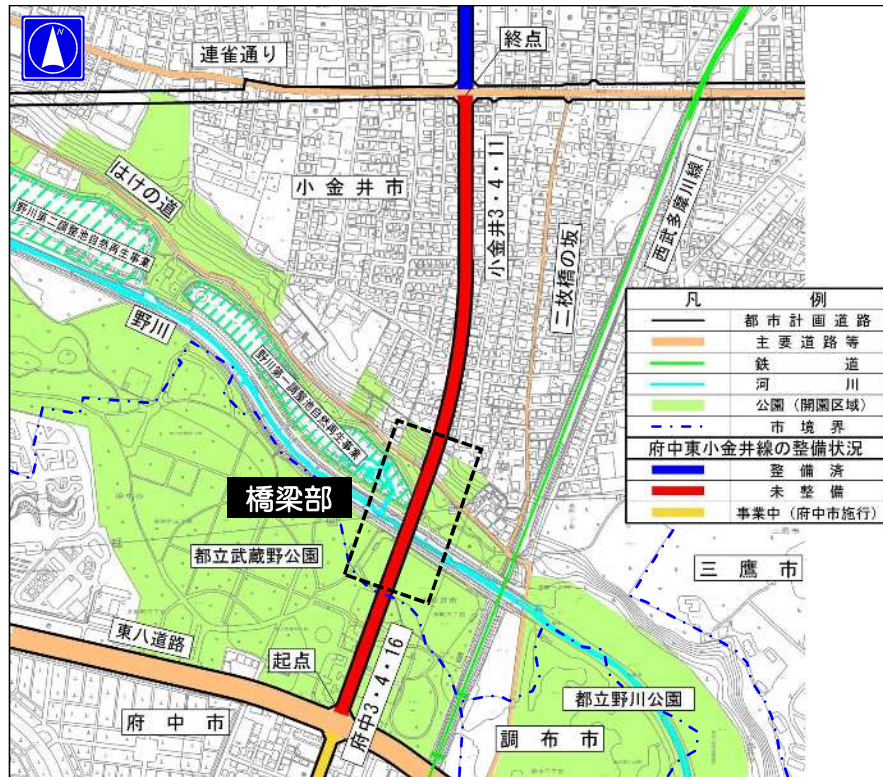 連雀通り
終点
はけの道
小金井市
小金井3・4・11
西武多摩川線
野川第二調整池自然再生事業
二枚橋の坂
野川
野川第一調整池自然再生事業
凡例
都市計画道路
主要道路等
鉄道
河川
公園（開園区域）
市境界
府中東小金井線の整備状況
整備済
未整備
事業中（府中市施行）
橋梁部
都立武蔵野公園
三鷹市
東八道路
起点
府中3・4・16
都立野川公園
府中市
調布市